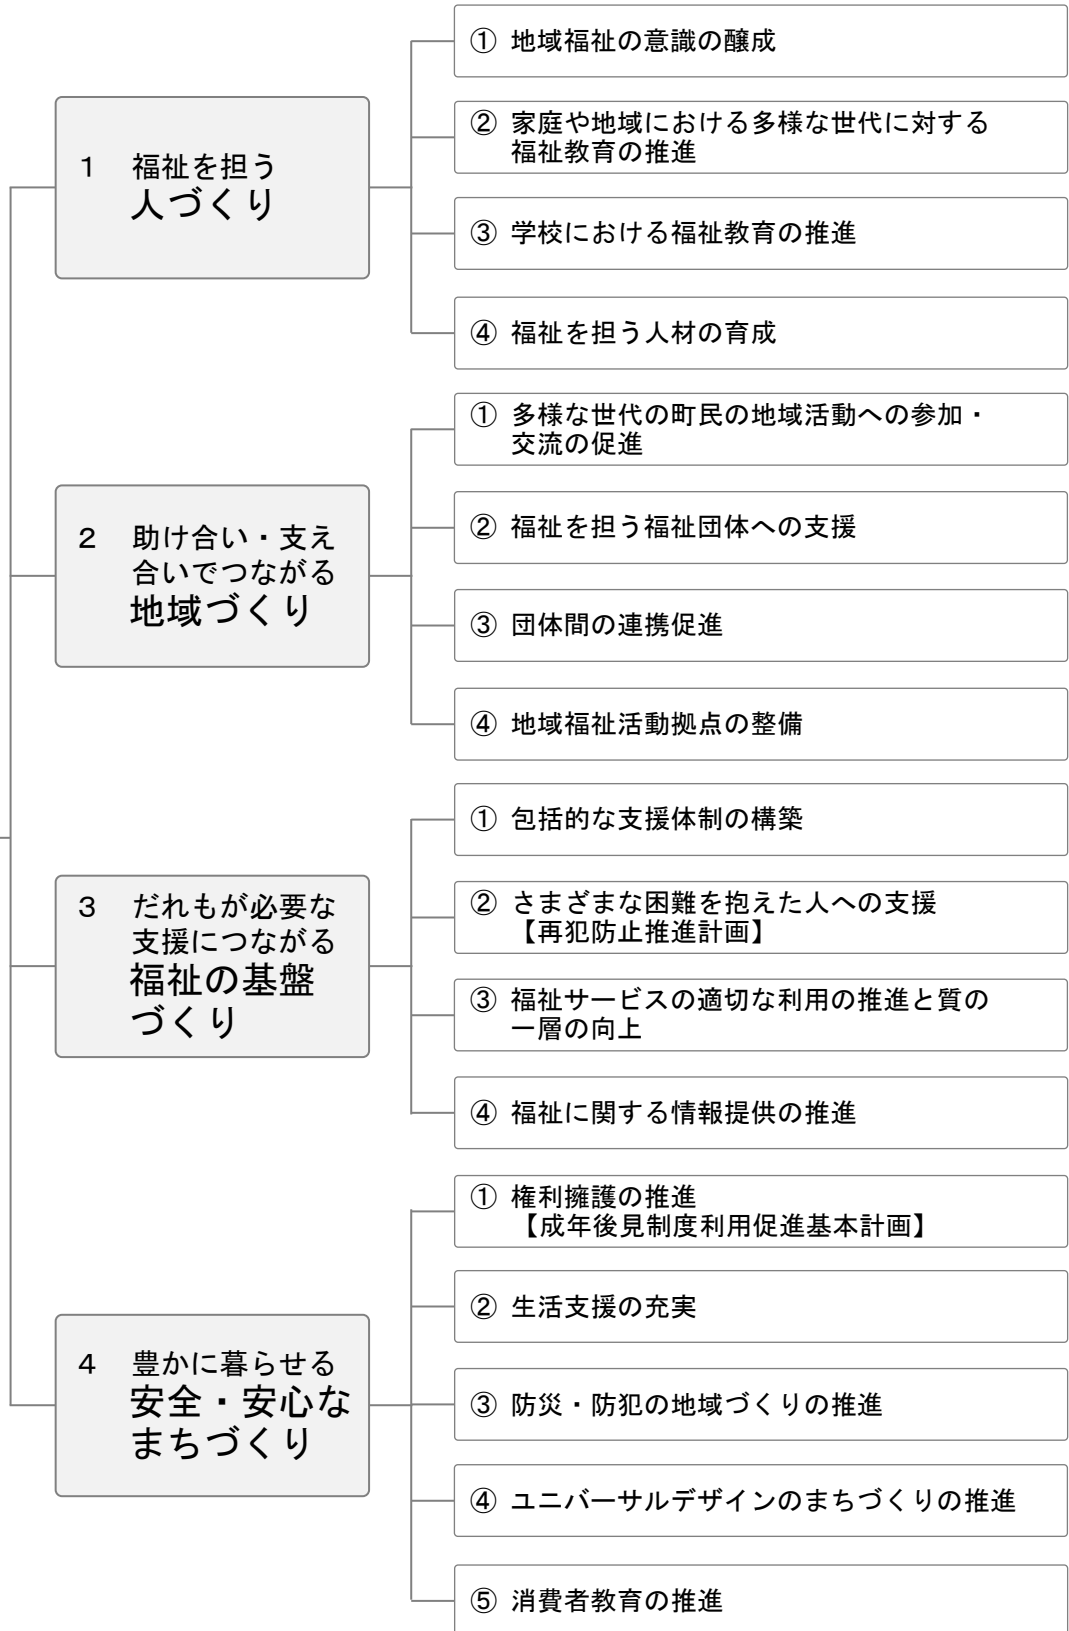 1 福祉を担う
人づくり
① 地域福祉の意識の醸成
② 家庭や地域における多様な世代に対する
福祉教育の推進
③ 学校における福祉教育の推進
④ 福祉を担う人材の育成
2 助け合い・支え
合いでつながる
地域づくり
① 多様な世代の町民の地域活動への参加・
交流の促進
② 福祉を担う福祉団体への支援
③ 団体間の連携促進
④ 地域福祉活動拠点の整備
3 だれもが必要な
支援につながる
福祉の基盤
づくり
① 包括的な支援体制の構築
② さまざまな困難を抱えた人への支援
【再犯防止推進計画】
③ 福祉サービスの適切な利用の推進と質の
一層の向上
④ 福祉に関する情報提供の推進
4 豊かに暮らせる
安全・安心な
まちづくり
① 権利擁護の推進
【成年後見制度利用促進基本計画】
② 生活支援の充実
③ 防災・防犯の地域づくりの推進
④ ユニバーサルデザインのまちづくりの推進
⑤ 消費者教育の推進